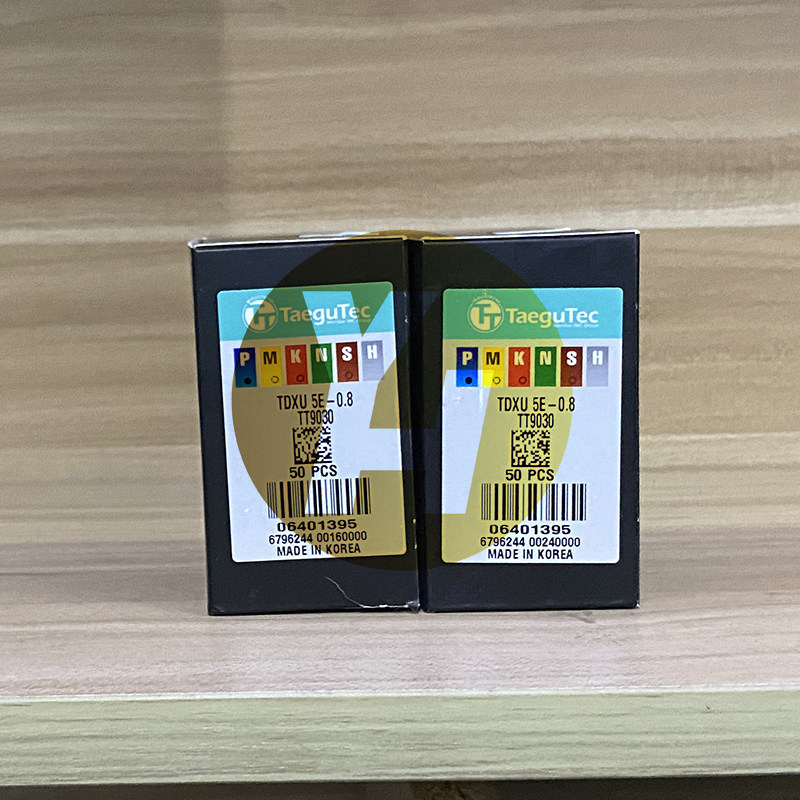 TaeguTec
P M K N S H
TDXU 5E-0.8
TT9030
50 PCS
06401395
6796244 00160000
MADE IN KOREA
TaeguTec
P M K N S H
TDXU 5E-0.8
TT9030
50 PCS
06401395
6796244 00240000
MADE IN KOREA